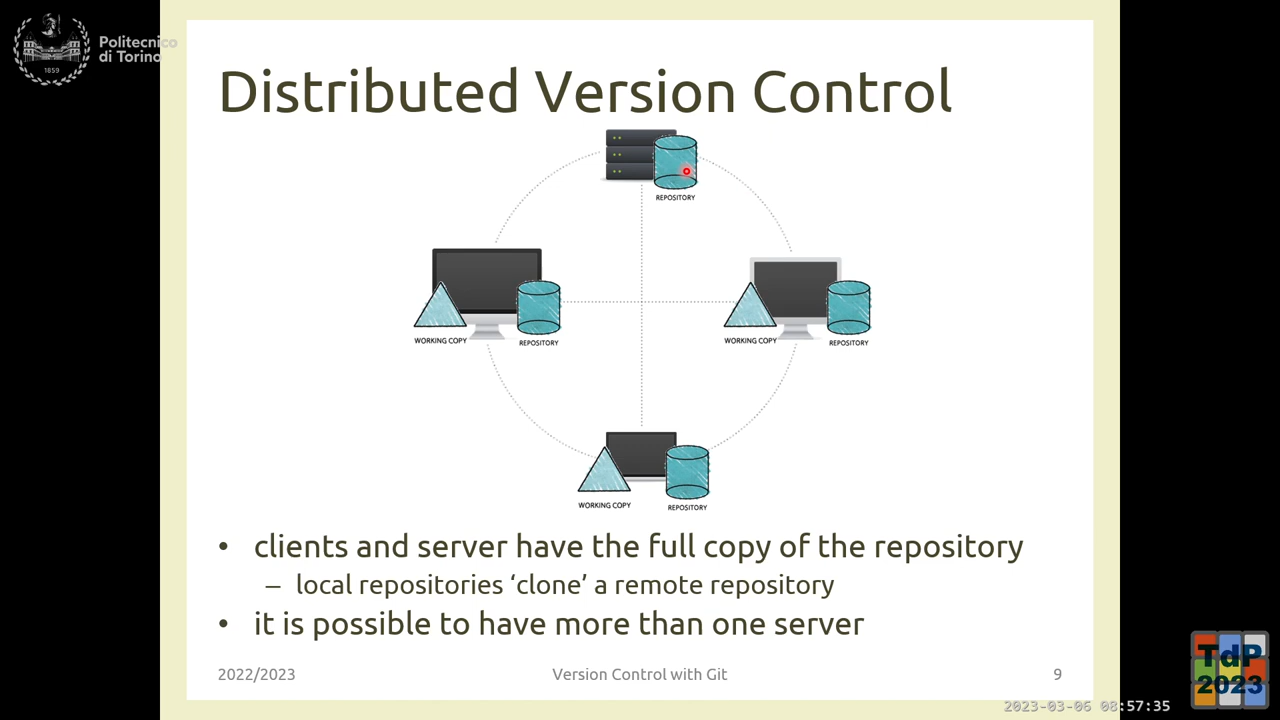 Politecnico
di Torino
1859
Distributed Version Control
REPOSITORY
WORKING COPY
REPOSITORY
WORKING COPY
REPOSITORY
WORKING COPY
REPOSITORY
• clients and server have the full copy of the repository
– local repositories ‘clone’ a remote repository
• it is possible to have more than one server
2022/2023
Version Control with Git
9
TdP
2023
2023-03-06 08:57:35